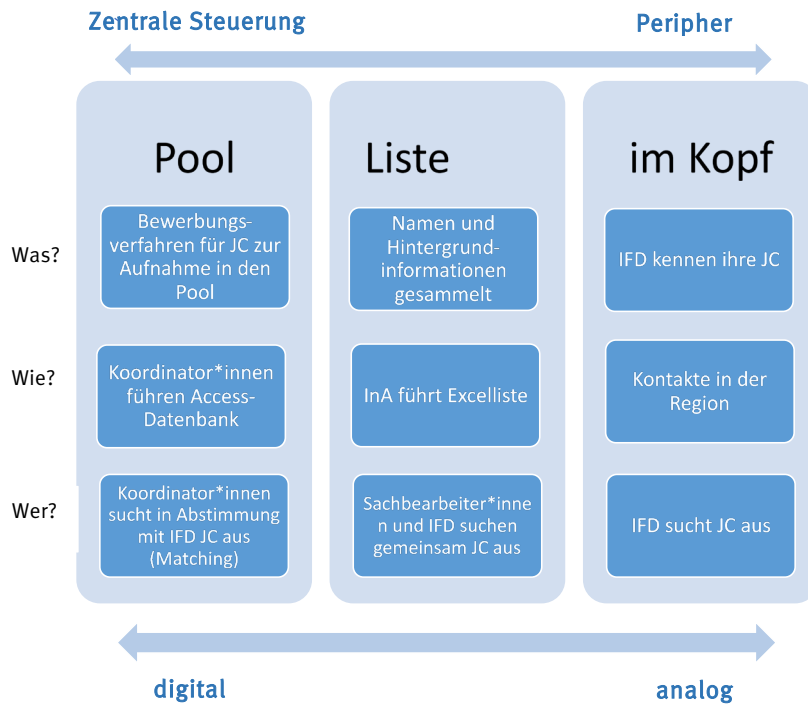 Zentrale Steuerung
Peripher
Pool
Liste
im Kopf
Was?
Bewerbungs-
verfahren für JC zur
Aufnahme in den
Pool
Namen und
Hintergrund-
informationen
gesammelt
IFD kennen ihre JC
Wie?
Koordinator*innen
führen Access-
Datenbank
InA führt Excelliste
Kontakte in der
Region
Wer?
Koordinator*innen
sucht in Abstimmung
mit IFD JC aus
(Matching)
Sachbearbeiter*inne
n und IFD suchen
gemeinsam JC aus
IFD sucht JC aus
digital
analog